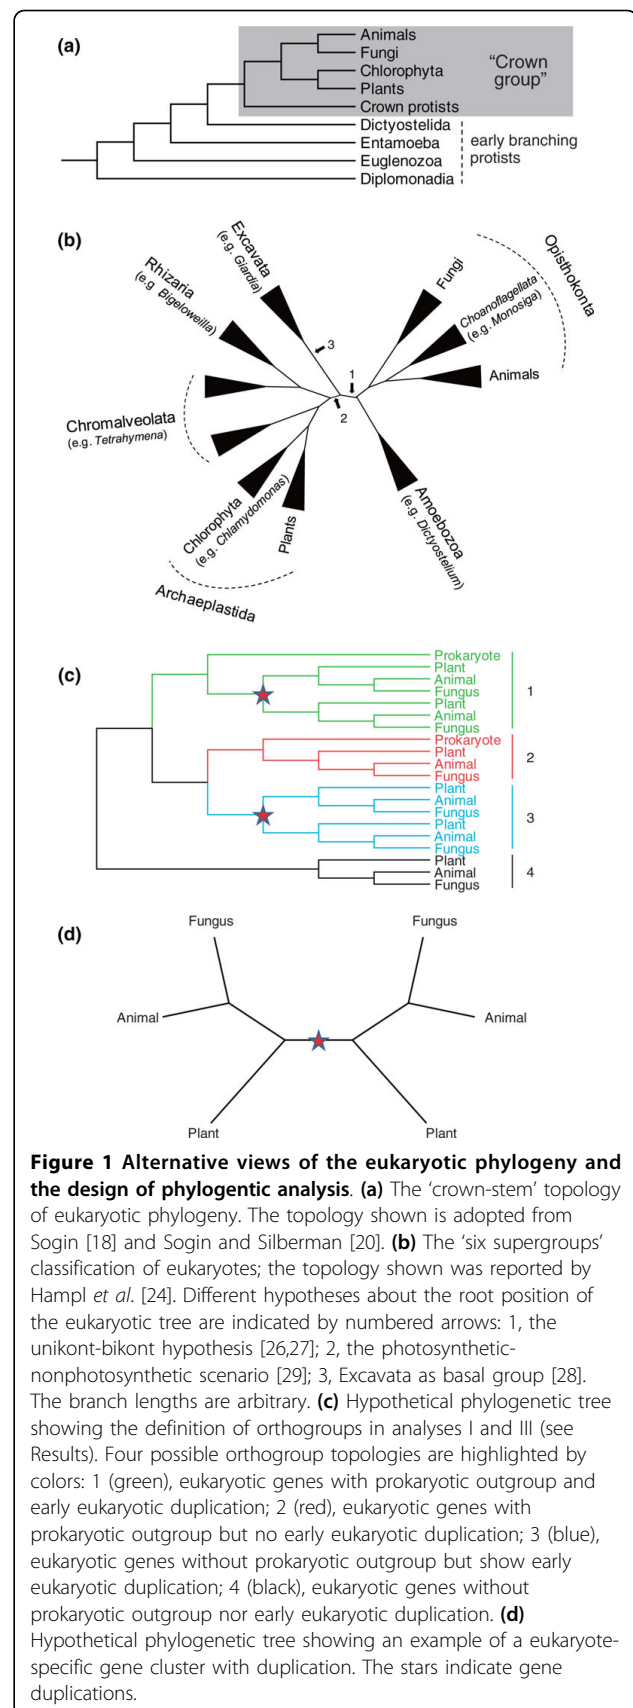 (a)
Animals
Fungi
Chlorophyta
Plants
Crown protists
"Crown
group"
Dictyostelida
Entamoeba
Euglenozoa
Diplomonadia
early branching
protists
(b)
Excavata
(e.g. Giardia)
Rhizaria
(e.g Bigeloweilla)
Chromalveolata
(e.g. Tetrahymena)
Chlorophyta
(e.g. Chlamydomonas)
Plants
Archaeplastida
Fungi
Choanoflagellata
(e.g. Monosiga)
Animals
Opisthokonta
Amoebozoa
(e.g. Dictyostelium)
3
1
2
(c)
Prokaryote
Plant
Animal
Fungus
Plant
Animal
Fungus
1
Prokaryote
Plant
Animal
Fungus
2
Plant
Animal
Fungus
Plant
Animal
Fungus
3
Plant
Animal
Fungus
4
(d)
Fungus
Fungus
Animal
Animal
Plant
Plant
Figure 1 Alternative views of the eukaryotic phylogeny and
the design of phylogentic analysis. (a) The ‘crown-stem’ topology
of eukaryotic phylogeny. The topology shown is adopted from
Sogin [18] and Sogin and Silberman [20]. (b) The ‘six supergroups’
classification of eukaryotes; the topology shown was reported by
Hampl et al. [24]. Different hypotheses about the root position of
the eukaryotic tree are indicated by numbered arrows: 1, the
unikont-bikont hypothesis [26,27]; 2, the photosynthetic-
nonphotosynthetic scenario [29]; 3, Excavata as basal group [28].
The branch lengths are arbitrary. (c) Hypothetical phylogenetic tree
showing the definition of orthogroups in analyses I and III (see
Results). Four possible orthogroup topologies are highlighted by
colors: 1 (green), eukaryotic genes with prokaryotic outgroup and
early eukaryotic duplication; 2 (red), eukaryotic genes with
prokaryotic outgroup but no early eukaryotic duplication; 3 (blue),
eukaryotic genes without prokaryotic outgroup but show early
eukaryotic duplication; 4 (black), eukaryotic genes without
prokaryotic outgroup nor early eukaryotic duplication. (d)
Hypothetical phylogenetic tree showing an example of a eukaryote-
specific gene cluster with duplication. The stars indicate gene
duplications.